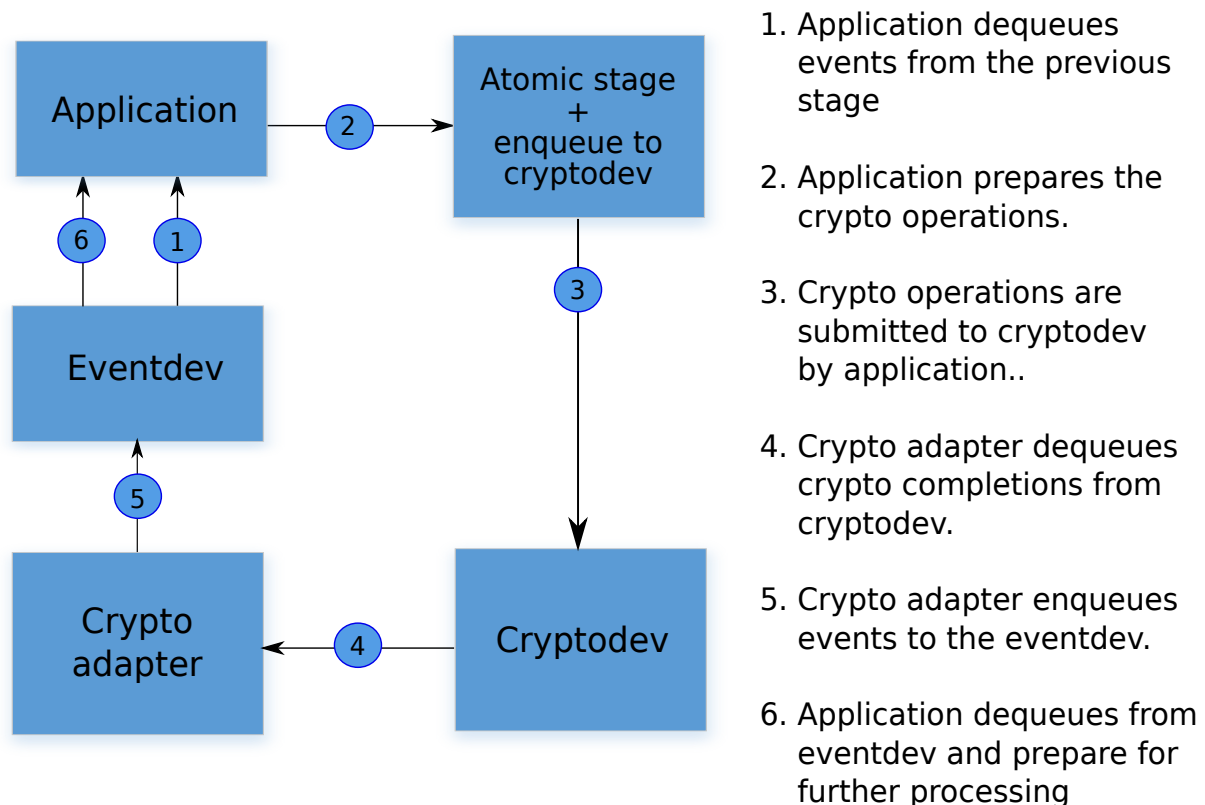 Application
2
Atomic stage
+
enqueue to
cryptodev
6
1
3
Eventdev
5
Crypto
adapter
4
Cryptodev
1. Application dequeues
events from the previous
stage
2. Application prepares the
crypto operations.
3. Crypto operations are
submitted to cryptodev
by application..
4. Crypto adapter dequeues
crypto completions from
cryptodev.
5. Crypto adapter enqueues
events to the eventdev.
6. Application dequeues from
eventdev and prepare for
further processing